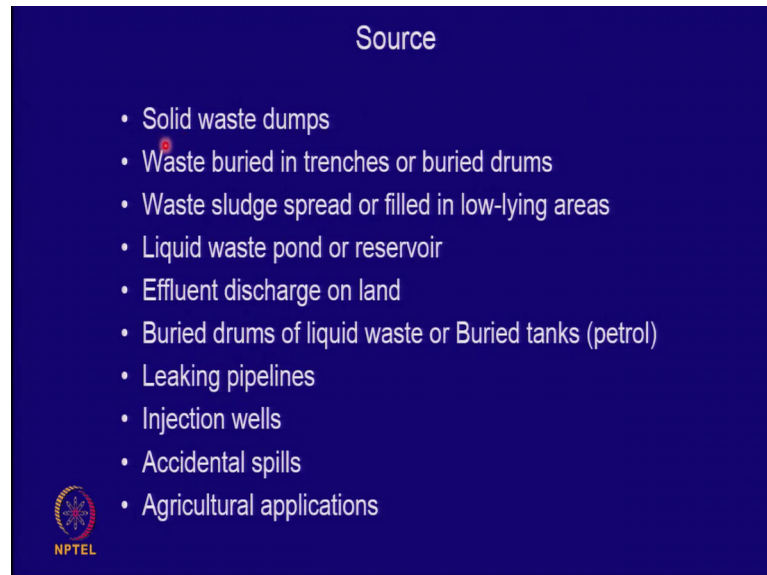 Source
• Solid waste dumps
• Waste buried in trenches or buried drums
• Waste sludge spread or filled in low-lying areas
• Liquid waste pond or reservoir
• Effluent discharge on land
• Buried drums of liquid waste or Buried tanks (petrol)
• Leaking pipelines
• Injection wells
• Accidental spills
• Agricultural applications
NPTEL